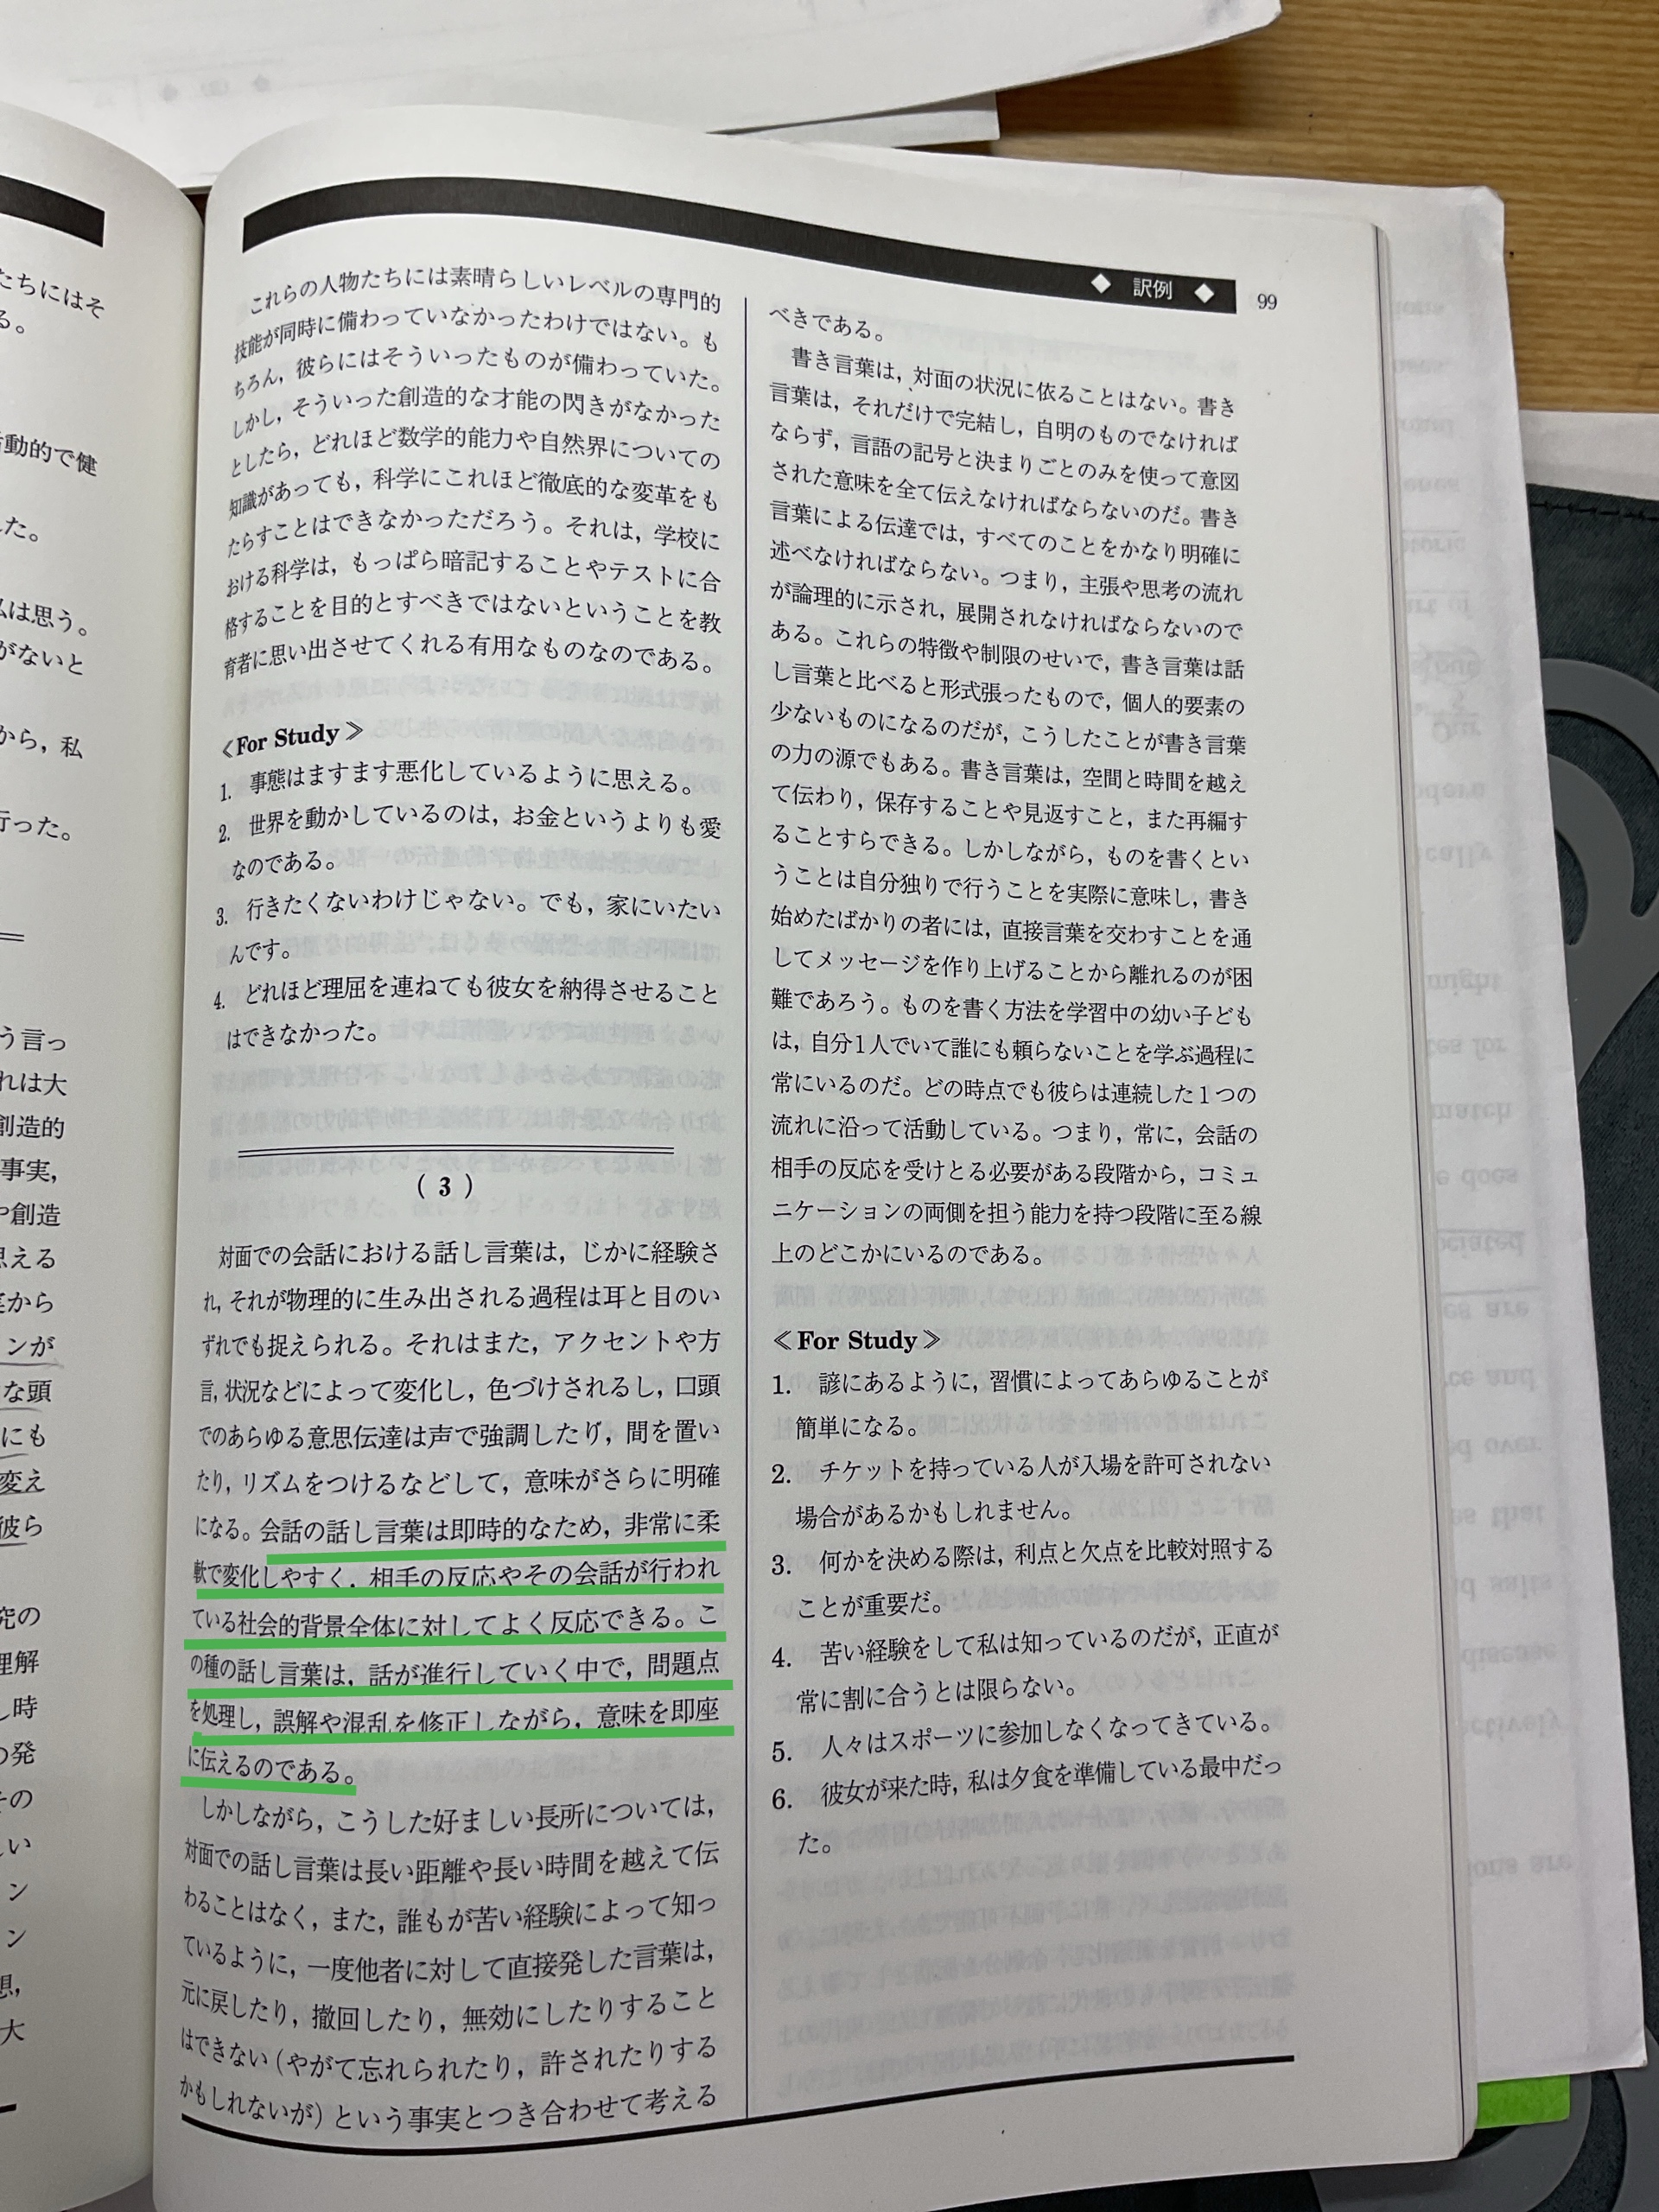 ◆ 訳例 ◆ 99
これらの人物たちには素晴らしいレベルの専門的
技能が同時に備わっていなかったわけではない。も
ちろん，彼らにはそういったものが備わっていた。
しかし，そういった創造的な才能の閃きがなかった
としたら，どれほど数学的能力や自然界についての
知識があっても，科学にこれほど徹底的な変革をも
たらすことはできなかっただろう。それは，学校に
おける科学は，もっぱら暗記することやテストに合
格することを目的とすべきではないということを教
育者に思い出させてくれる有用なものなのである。
≪For Study≫
1. 事態はますます悪化しているように思える。
2. 世界を動かしているのは，お金というよりも愛
なのである。
3. 行きたくないわけじゃない。でも，家にいたい
んです。
4. どれほど理屈を連ねても彼女を納得させること
はできなかった。
( 3 )
対面での会話における話し言葉は，じかに経験さ
れ，それが物理的に生み出される過程は耳と目のい
ずれでも捉えられる。それはまた，アクセントや方
言，状況などによって変化し，色づけされるし，口頭
でのあらゆる意思伝達は声で強調したり，間を置い
たり，リズムをつけるなどして，意味がさらに明確
になる。会話の話し言葉は即時的なため，非常に柔
軟で変化しやすく，相手の反応やその会話が行われ
ている社会的背景全体に対してよく反応できる。こ
の種の話し言葉は，話が進行していく中で，問題点
を処理し，誤解や混乱を修正しながら，意味を即座
に伝えるのである。
しかしながら，こうした好ましい長所については，
対面での話し言葉は長い距離や長い時間を越えて伝
わることはなく，また，誰もが苦い経験によって知っ
ているように，一度他者に対して直接発した言葉は，
元に戻したり，撤回したり，無効にしたりすること
はできない（やがて忘れられたり，許されたりする
かもしれないが）という事実とつき合わせて考える
べきである。
書き言葉は，対面の状況に依ることはない。書き
言葉は，それだけで完結し，自明のものでなければ
ならず，言語の記号と決まりごとのみを使って意図
された意味を全て伝えなければならないのだ。書き
言葉による伝達では，すべてのことをかなり明確に
述べなければならない。つまり，主張や思考の流れ
が論理的に示され，展開されなければならないので
ある。これらの特徴や制限のせいで，書き言葉は話
し言葉と比べると形式張ったもので，個人的要素の
少ないものになるのだが，こうしたことが書き言葉
の力の源でもある。書き言葉は，空間と時間を越え
て伝わり，保存することや見返すこと，また再編す
ることすらできる。しかしながら，ものを書くとい
うことは自分独りで行うことを実際に意味し，書き
始めたばかりの者には，直接言葉を交わすことを通
してメッセージを作り上げることから離れるのが困
難であろう。ものを書く方法を学習中の幼い子ども
は，自分1人でいて誰にも頼らないことを学ぶ過程に
常にいるのだ。どの時点でも彼らは連続した1つの
流れに沿って活動している。つまり，常に，会話の
相手の反応を受けとる必要がある段階から，コミュ
ニケーションの両側を担う能力を持つ段階に至る線
上のどこかにいるのである。
≪For Study≫
1. 諺にあるように，習慣によってあらゆることが
簡単になる。
2. チケットを持っている人が入場を許可されない
場合があるかもしれません。
3. 何かを決める際は，利点と欠点を比較対照する
ことが重要だ。
4. 苦い経験をして私は知っているのだが，正直が
常に割に合うとは限らない。
5. 人々はスポーツに参加しなくなってきている。
6. 彼女が来た時，私は夕食を準備している最中だっ
た。